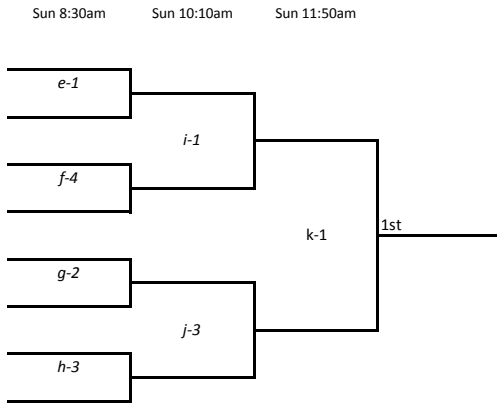 Sun 8:30am Sun 10:10am Sun 11:50am
e-1
i-1
f-4
k-1
1st
g-2
j-3
h-3